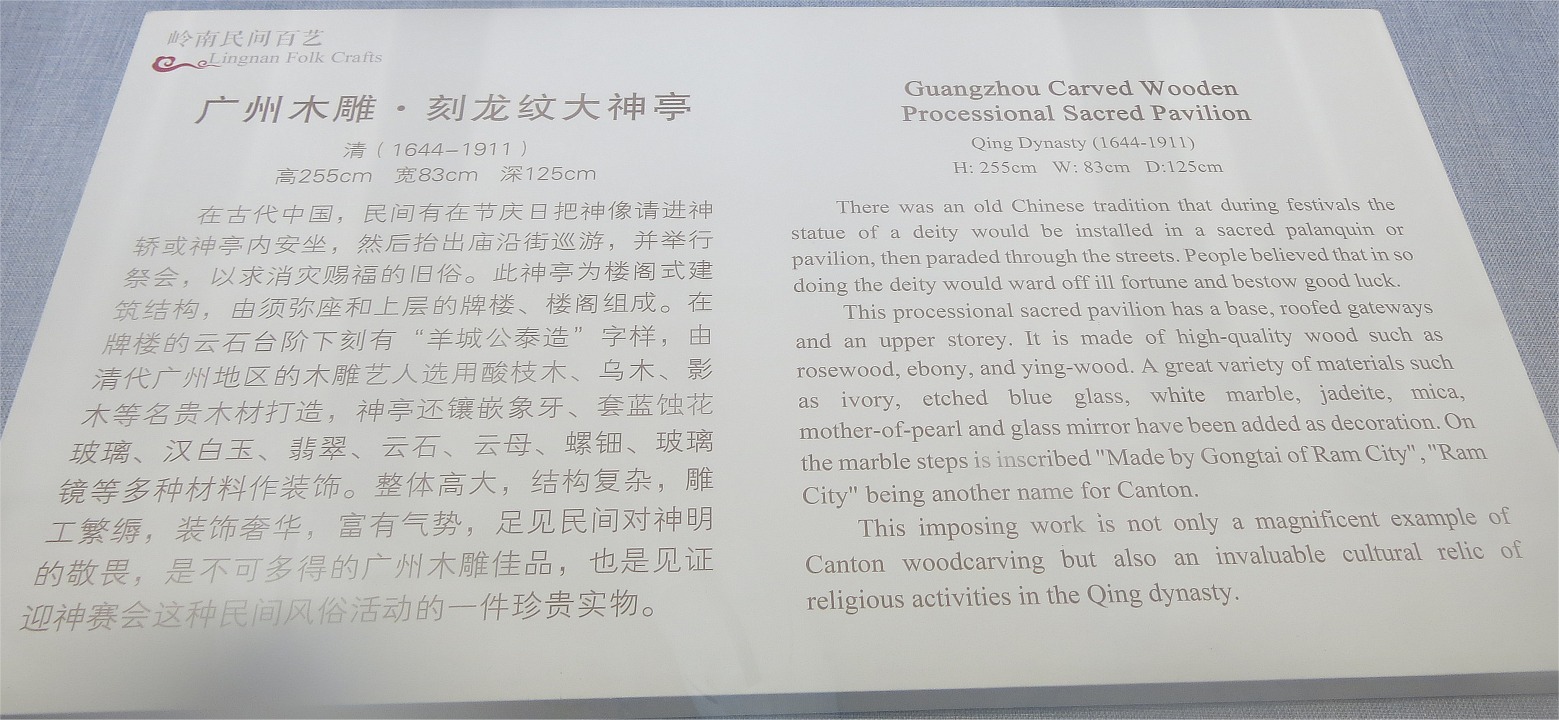 岭南民间百艺
Lingnan Folk Crafts
广州木雕·刻龙纹大神亭
清（1644-1911）
高255cm 宽83cm 深125cm
在古代中国，民间有在节庆日把神像请进神
轿或神亭内安坐，然后抬出庙沿街巡游，并举行
祭会，以求消灾赐福的旧俗。此神亭为楼阁式建
筑结构，由须弥座和上层的牌楼、楼阁组成。在
牌楼的云石台阶下刻有“羊城公泰造”字样，由
清代广州地区的木雕艺人选用酸枝木、乌木、影
木等名贵木材打造，神亭还镶嵌象牙、套蓝蚀花
玻璃、汉白玉、翡翠、云石、云母、螺钿、玻璃
镜等多种材料作装饰。整体高大，结构复杂，雕
工繁缛，装饰奢华，富有气势，足见民间对神明
的敬畏，是不可多得的广州木雕佳品，也是见证
迎神赛会这种民间风俗活动的一件珍贵实物。
Guangzhou Carved Wooden
Processional Sacred Pavilion
Qing Dynasty (1644-1911)
H: 255cm W: 83cm D:125cm
There was an old Chinese tradition that during festivals the
statue of a deity would be installed in a sacred palanquin or
pavilion, then paraded through the streets. People believed that in so
doing the deity would ward off ill fortune and bestow good luck.
This processional sacred pavilion has a base, roofed gateways
and an upper storey. It is made of high-quality wood such as
rosewood, ebony, and ying-wood. A great variety of materials such
as ivory, etched blue glass, white marble, jadeite, mica,
mother-of-pearl and glass mirror have been added as decoration. On
the marble steps is inscribed "Made by Gongtai of Ram City","Ram
City" being another name for Canton.
This imposing work is not only a magnificent example of
Canton woodcarving but also an invaluable cultural relic of
religious activities in the Qing dynasty.